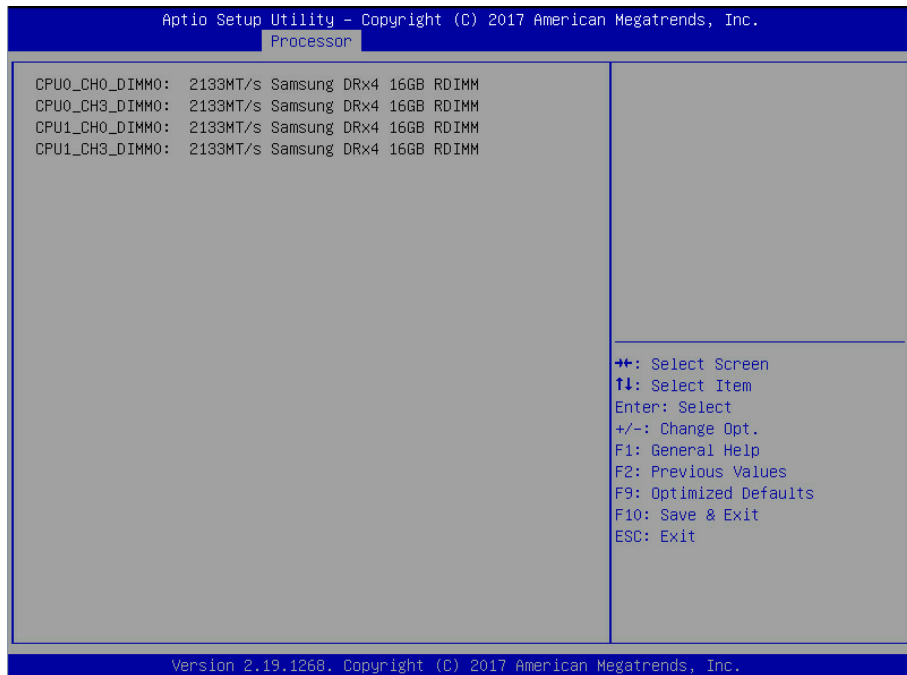 Aptio Setup Utility – Copyright (C) 2017 American Megatrends, Inc.
Processor
CPU0_CH0_DIMM0: 2133MT/s Samsung DRx4 16GB RDIMM
CPU0_CH3_DIMM0: 2133MT/s Samsung DRx4 16GB RDIMM
CPU1_CH0_DIMM0: 2133MT/s Samsung DRx4 16GB RDIMM
CPU1_CH3_DIMM0: 2133MT/s Samsung DRx4 16GB RDIMM
→←: Select Screen
↑↓: Select Item
Enter: Select
+/-: Change Opt.
F1: General Help
F2: Previous Values
F9: Optimized Defaults
F10: Save & Exit
ESC: Exit
Version 2.19.1268. Copyright (C) 2017 American Megatrends, Inc.